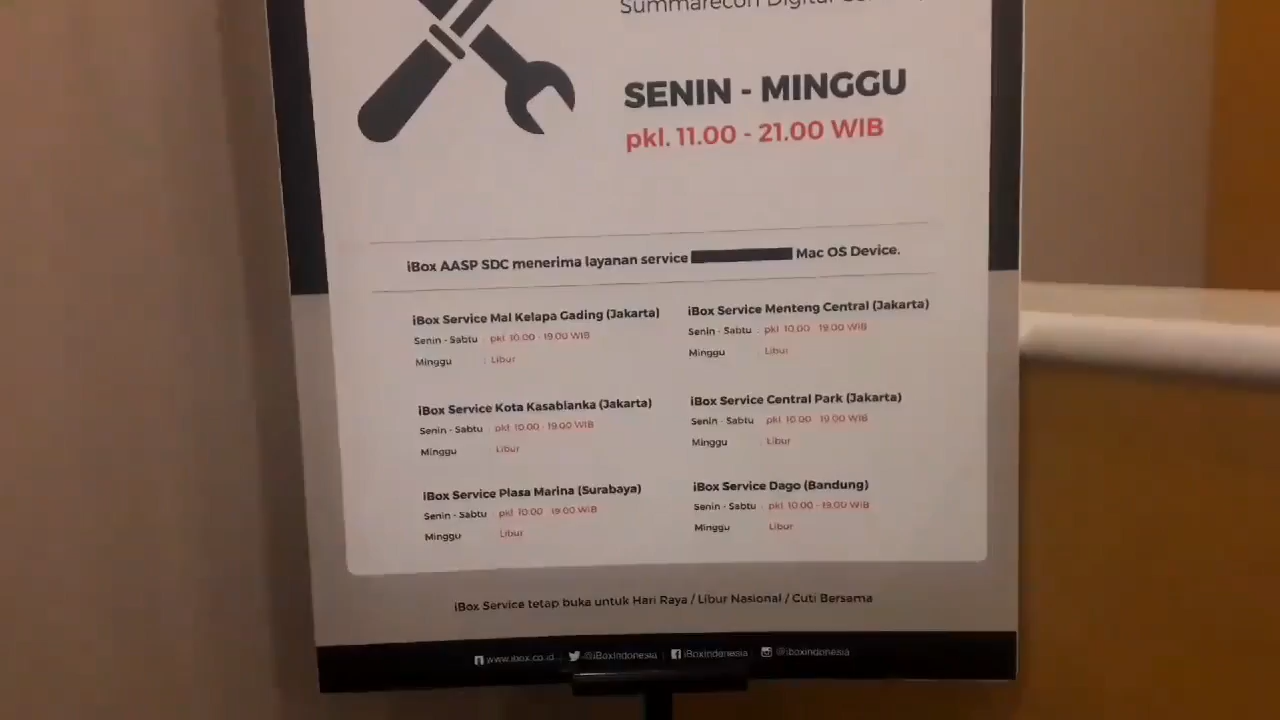 Summarecon Digital
SENIN - MINGGU
pkl. 11.00 - 21.00 WIB
iBox AASP SDC menerima layanan service Mac OS Device.
iBox Service Mal Kelapa Gading (Jakarta)
Senin - Sabtu : pkl 10.00 - 19.00 WIB
Minggu : Libur
iBox Service Menteng Central (Jakarta)
Senin - Sabtu : pkl 10.00 - 19.00 WIB
Minggu : Libur
iBox Service Kota Kasablanka (Jakarta)
Senin - Sabtu : pkl 10.00 - 19.00 WIB
Minggu : Libur
iBox Service Central Park (Jakarta)
Senin - Sabtu : pkl 10.00 - 19.00 WIB
Minggu : Libur
iBox Service Plasa Marina (Surabaya)
Senin - Sabtu : pkl 10.00 - 19.00 WIB
Minggu : Libur
iBox Service Dago (Bandung)
Senin - Sabtu : pkl 10.00 - 19.00 WIB
Minggu : Libur
iBox Service tetap buka untuk Hari Raya / Libur Nasional / Cuti Bersama
www.ibox.co.id | @iBoxIndonesia | iBoxIndonesia | @iboxindonesia